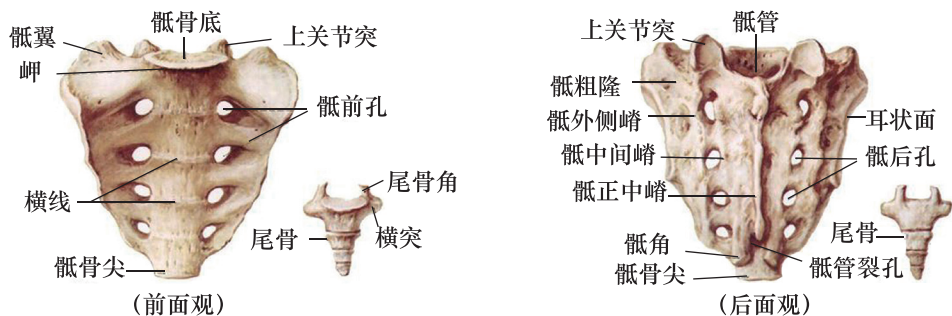 骶骨底
骶翼
上关节突
岬
骶前孔
尾骨角
横线
尾骨
横突
骶骨尖
(前面观)
骶管
上关节突
骶粗隆
骶外侧嵴
耳状面
骶中间嵴
骶后孔
骶正中嵴
尾骨
骶角
骶管裂孔
骶骨尖
(后面观)